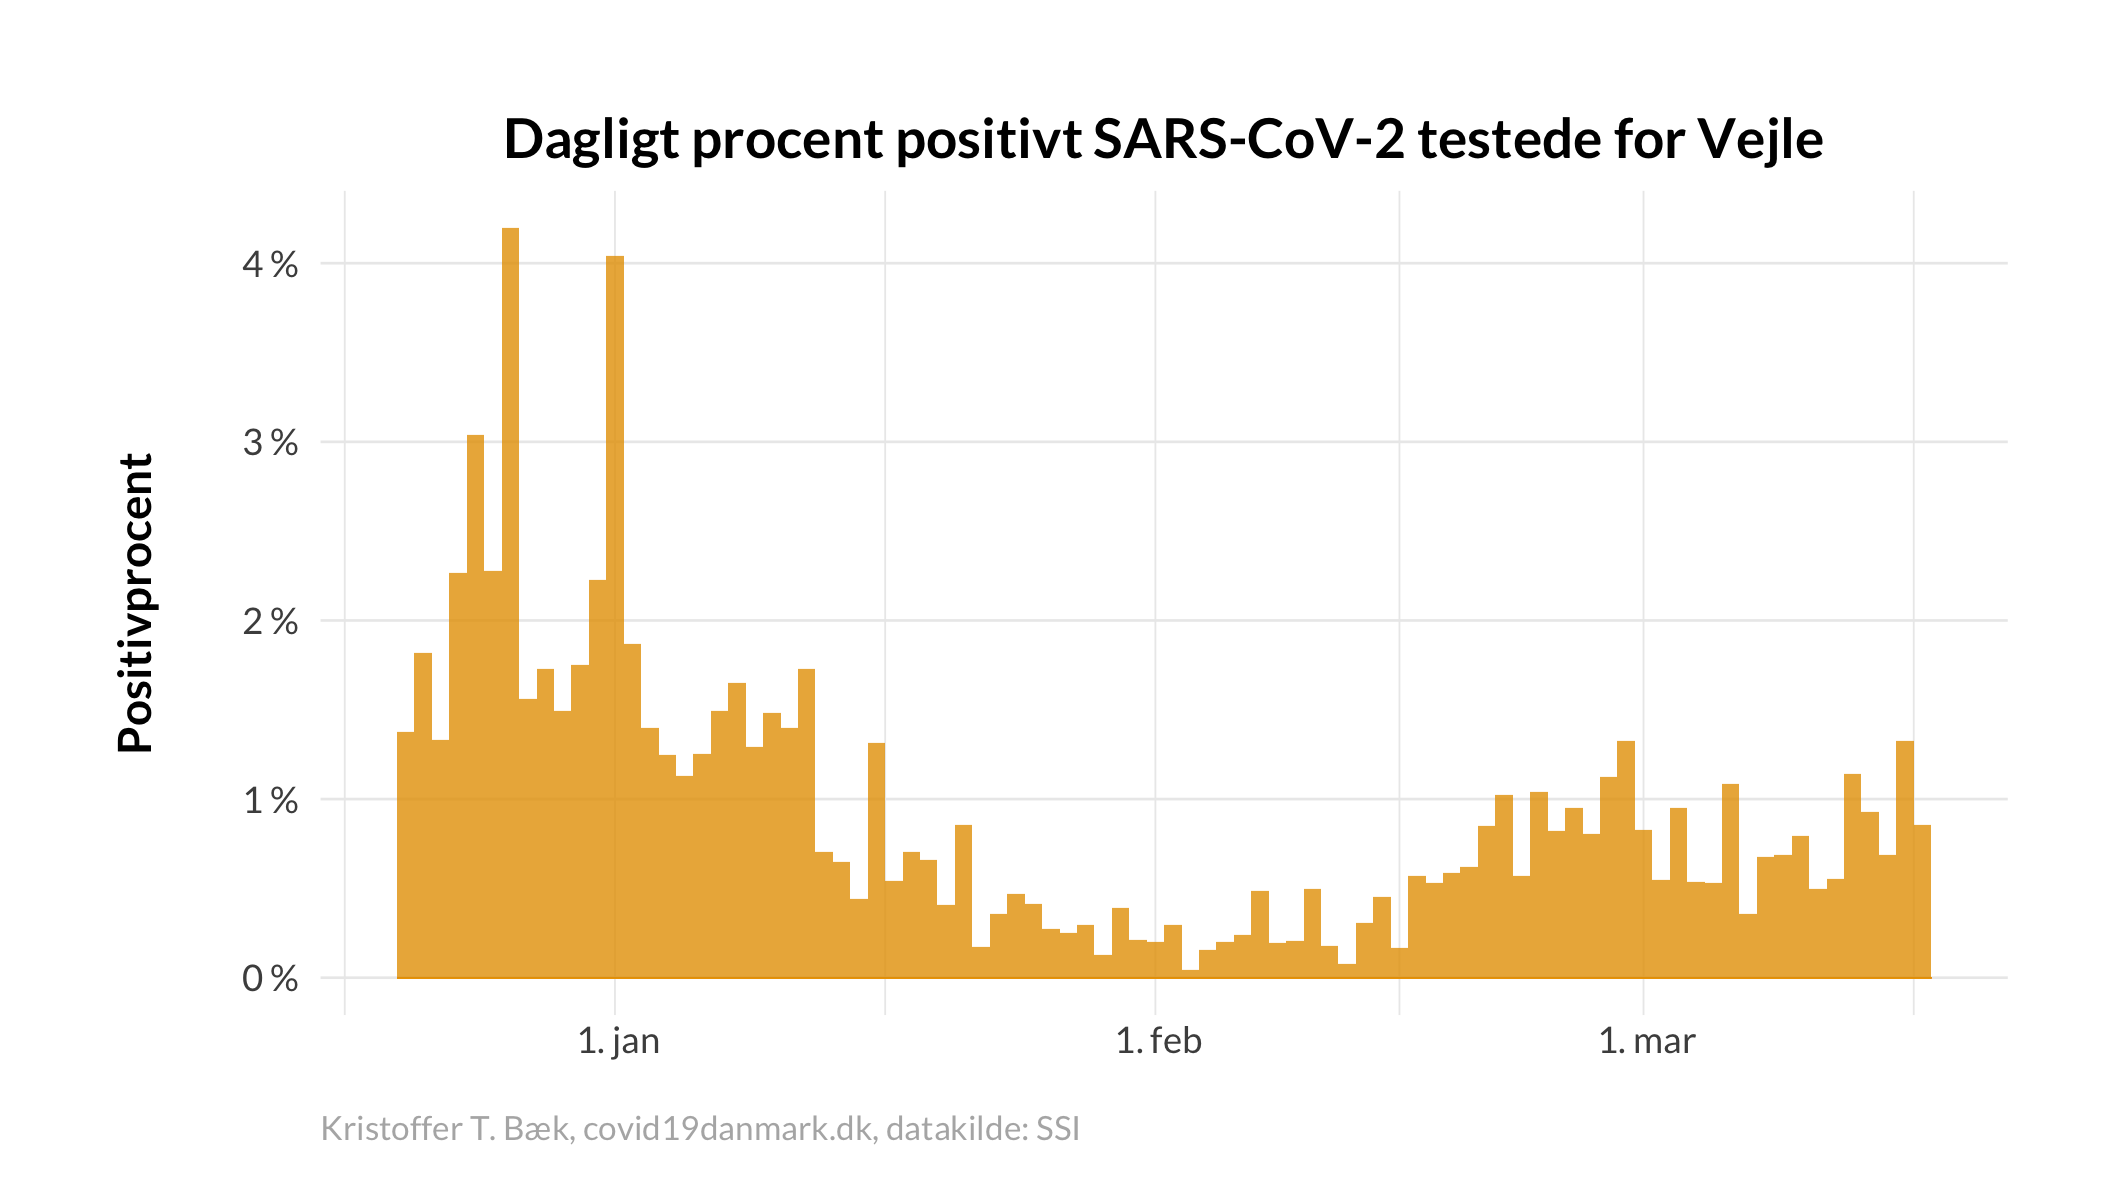 Dagligt procent positivt SARS-CoV-2 testede for Vejle
Positivprocent
4 %
3 %
2 %
1 %
0 %
1. jan
1. feb
1. mar
Kristoffer T. Bæk, covid19danmark.dk, datakilde: SSI